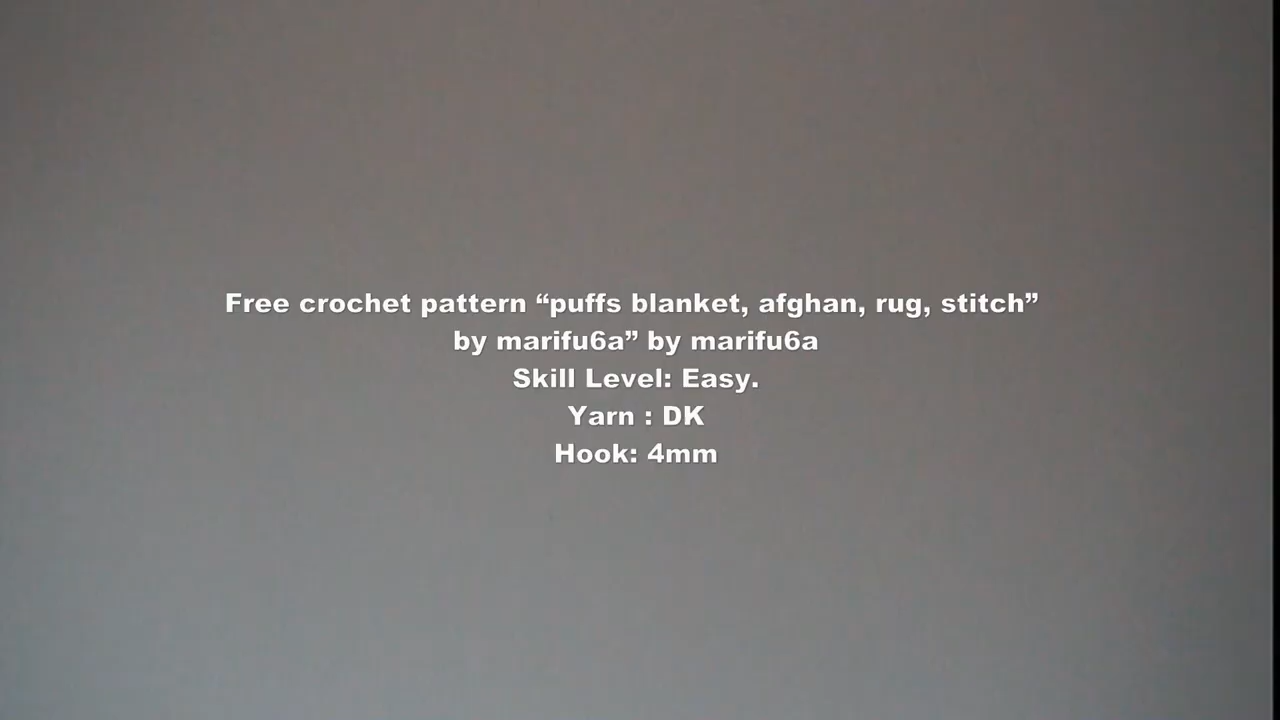 Free crochet pattern “puffs blanket, afghan, rug, stitch”
by marifu6a” by marifu6a
Skill Level: Easy.
Yarn : DK
Hook: 4mm